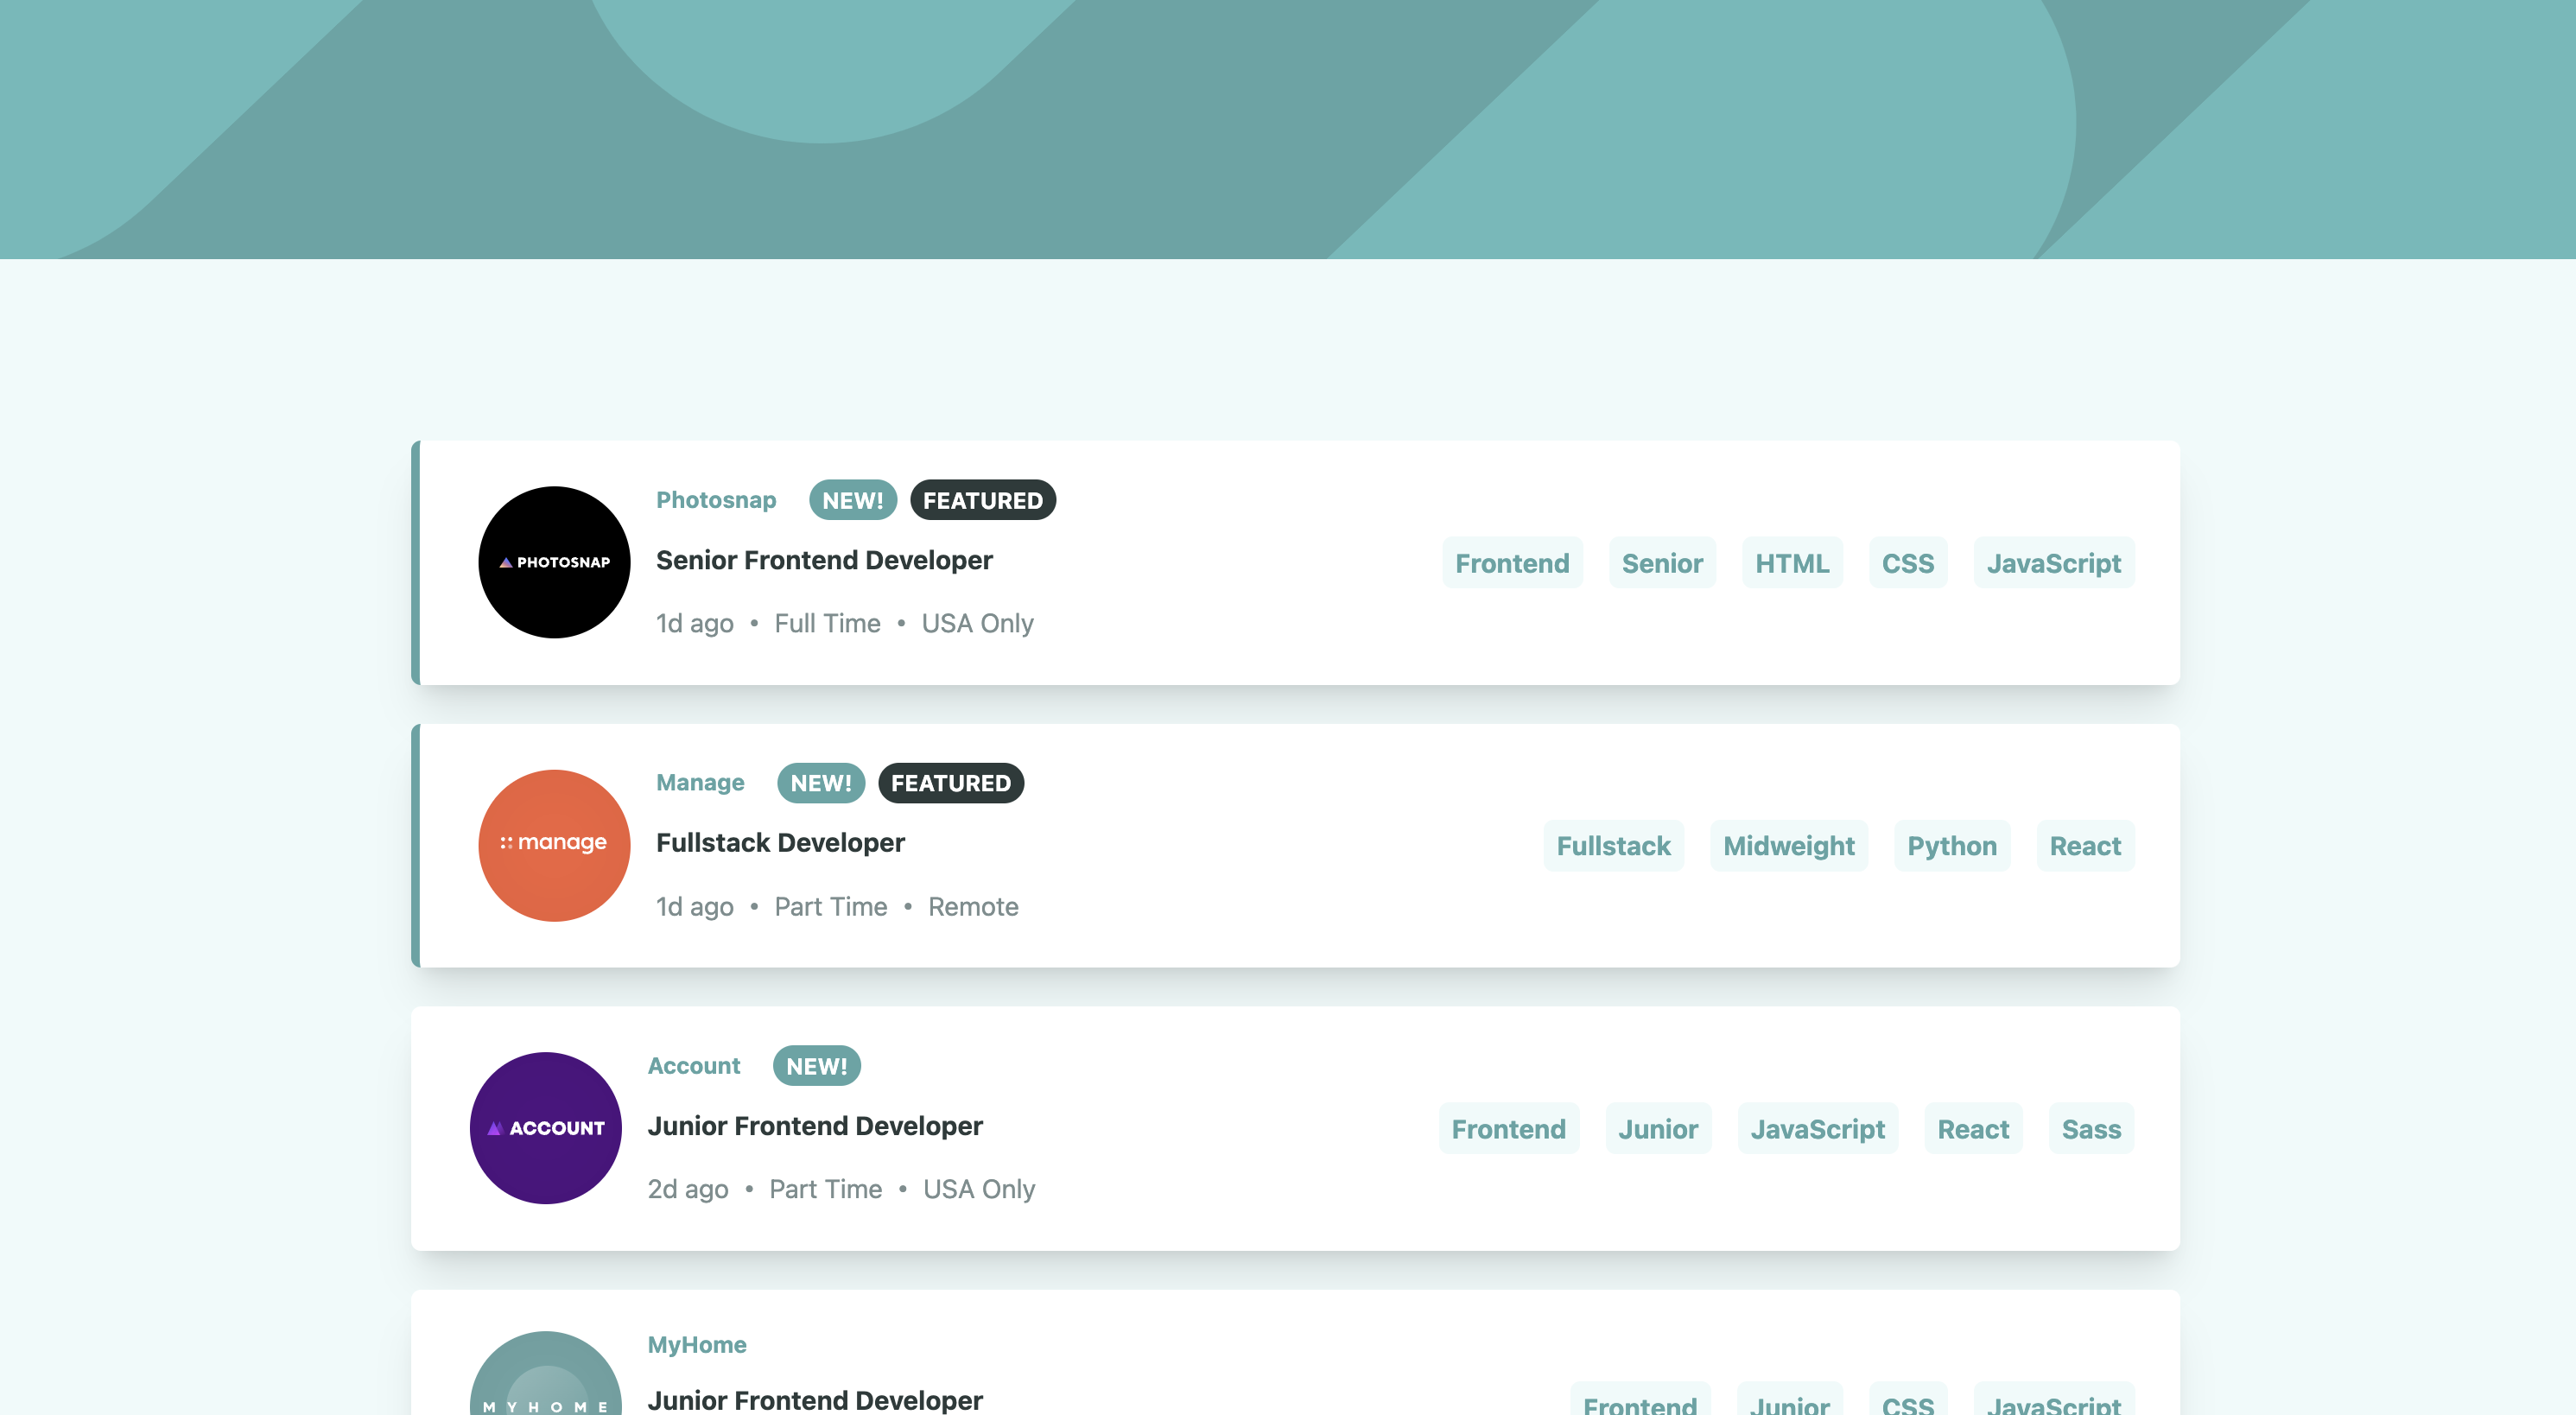 Photosnap NEW! FEATURED
PHOTOSNAP
Senior Frontend Developer
1d ago • Full Time • USA Only
Frontend Senior HTML CSS JavaScript
Manage NEW! FEATURED
manage
Fullstack Developer
1d ago • Part Time • Remote
Fullstack Midweight Python React
Account NEW!
ACCOUNT
Junior Frontend Developer
2d ago • Part Time • USA Only
Frontend Junior JavaScript React Sass
MyHome
MYHOME
Junior Frontend Developer
Frontend Junior CSS JavaScript